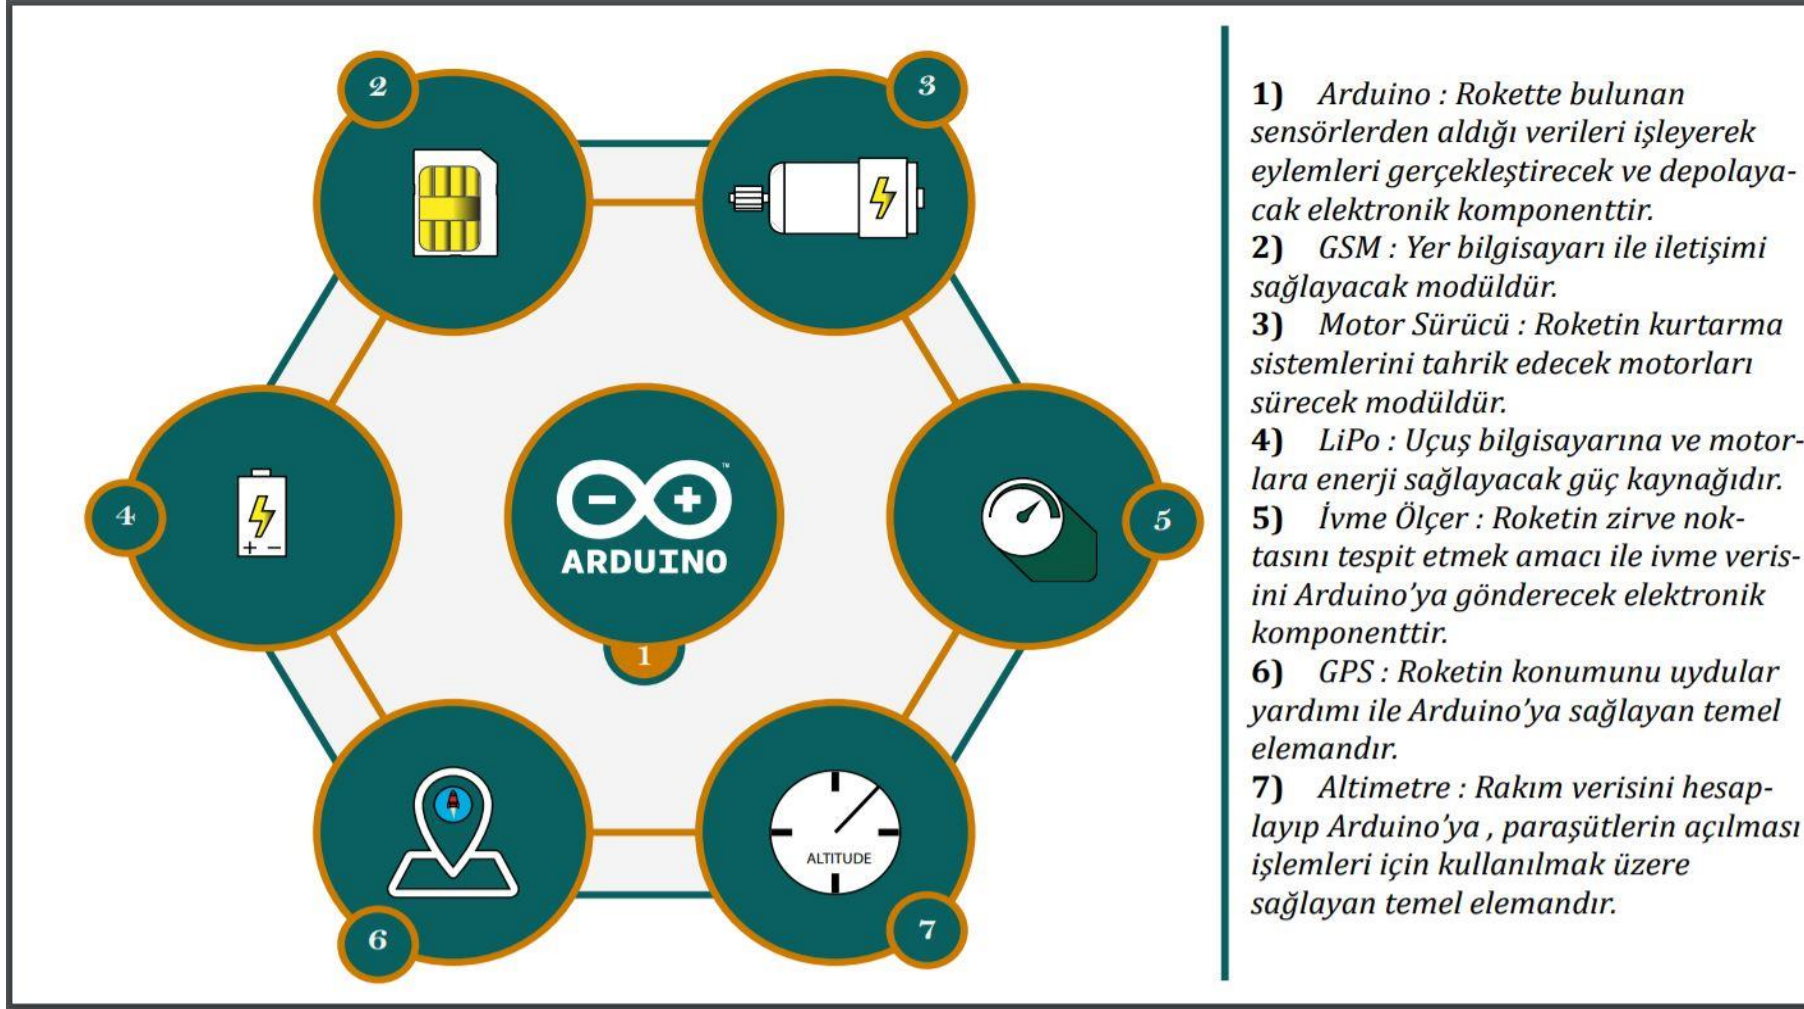 2
3
4
ARDUINO
™
5
1
6
ALTITUDE
7
1) Arduino : Rokette bulunan
sensörlerden aldığı verileri işleyerek
eylemleri gerçekleştirecek ve depolaya-
cak elektronik komponenttir.
2) GSM : Yer bilgisayarı ile iletişimi
sağlayacak modüldür.
3) Motor Sürücü : Roketin kurtarma
sistemlerini tahrik edecek motorları
sürecek modüldür.
4) LiPo : Uçuş bilgisayarına ve motor-
lara enerji sağlayacak güç kaynağıdır.
5) İvme Ölçer : Roketin zirve nok-
tasını tespit etmek amacı ile ivme veris-
ini Arduino’ya gönderecek elektronik
komponenttir.
6) GPS : Roketin konumunu uydular
yardımı ile Arduino’ya sağlayan temel
elemandır.
7) Altimetre : Rakım verisini hesap-
layıp Arduino’ya , paraşütlerin açılması
işlemleri için kullanılmak üzere
sağlayan temel elemandır.